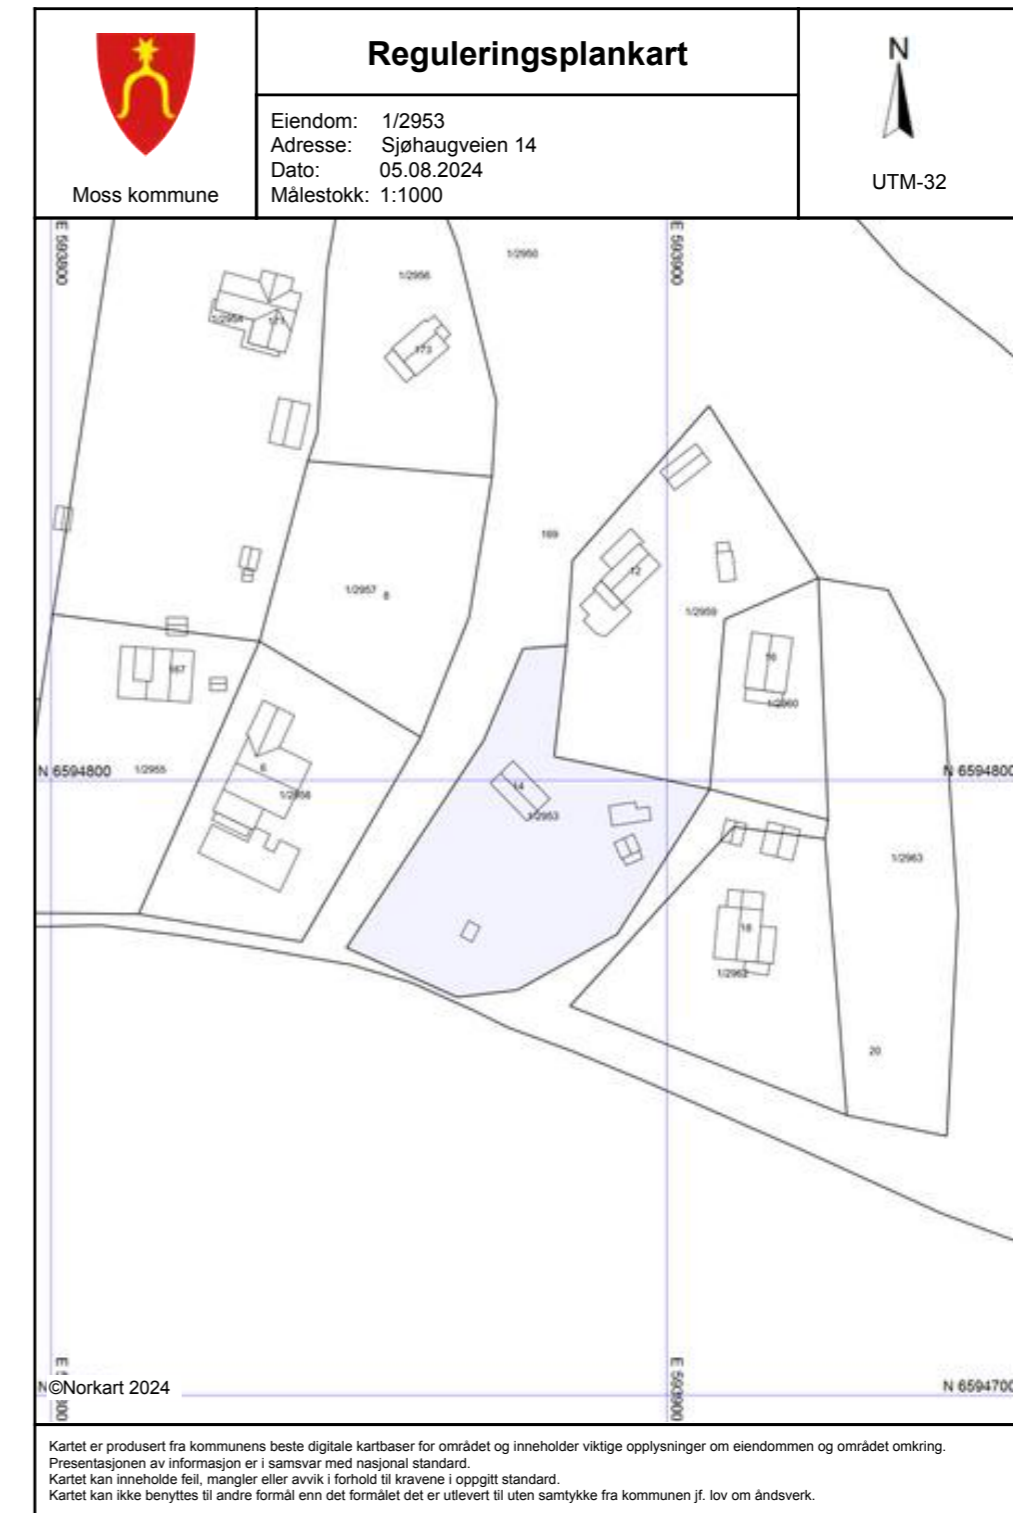 Reguleringsplankart
N
Eiendom: 1/2953
Adresse: Sjøhaugveien 14
Dato: 05.08.2024
Målestokk: 1:1000
Moss kommune
UTM-32
E 593800
E 593900
1/2956
173
169
1/2957 8
12
1/2959
16
1/2960
167
N 6594800
1/2955
6
14
1/2953
N 6594800
1/2963
18
1/2962
20
E 593900
N 6594700
©Norkart 2024
Kartet er produsert fra kommunens beste digitale kartbaser for området og inneholder viktige opplysninger om eiendommen og området omkring.
Presentasjonen av informasjon er i samsvar med nasjonal standard.
Kartet kan inneholde feil, mangler eller avvik i forhold til kravene i oppgitt standard.
Kartet kan ikke benyttes til andre formål enn det formålet det er utlevert til uten samtykke fra kommunen jf. lov om åndsverk.